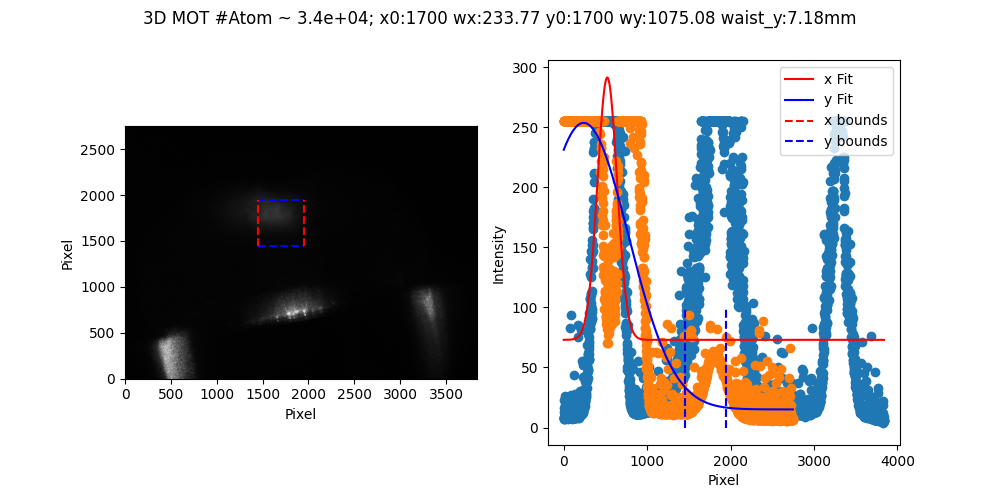 3D MOT #Atom ~ 3.4e+04; x0:1700 wx:233.77 y0:1700 wy:1075.08 waist_y:7.18mm
2500
2000
1500
1000
500
0
Pixel
0 500 1000 1500 2000 2500 3000 3500
Pixel
300
250
200
150
100
50
0
Intensity
0 1000 2000 3000 4000
Pixel
x Fit
y Fit
x bounds
y bounds